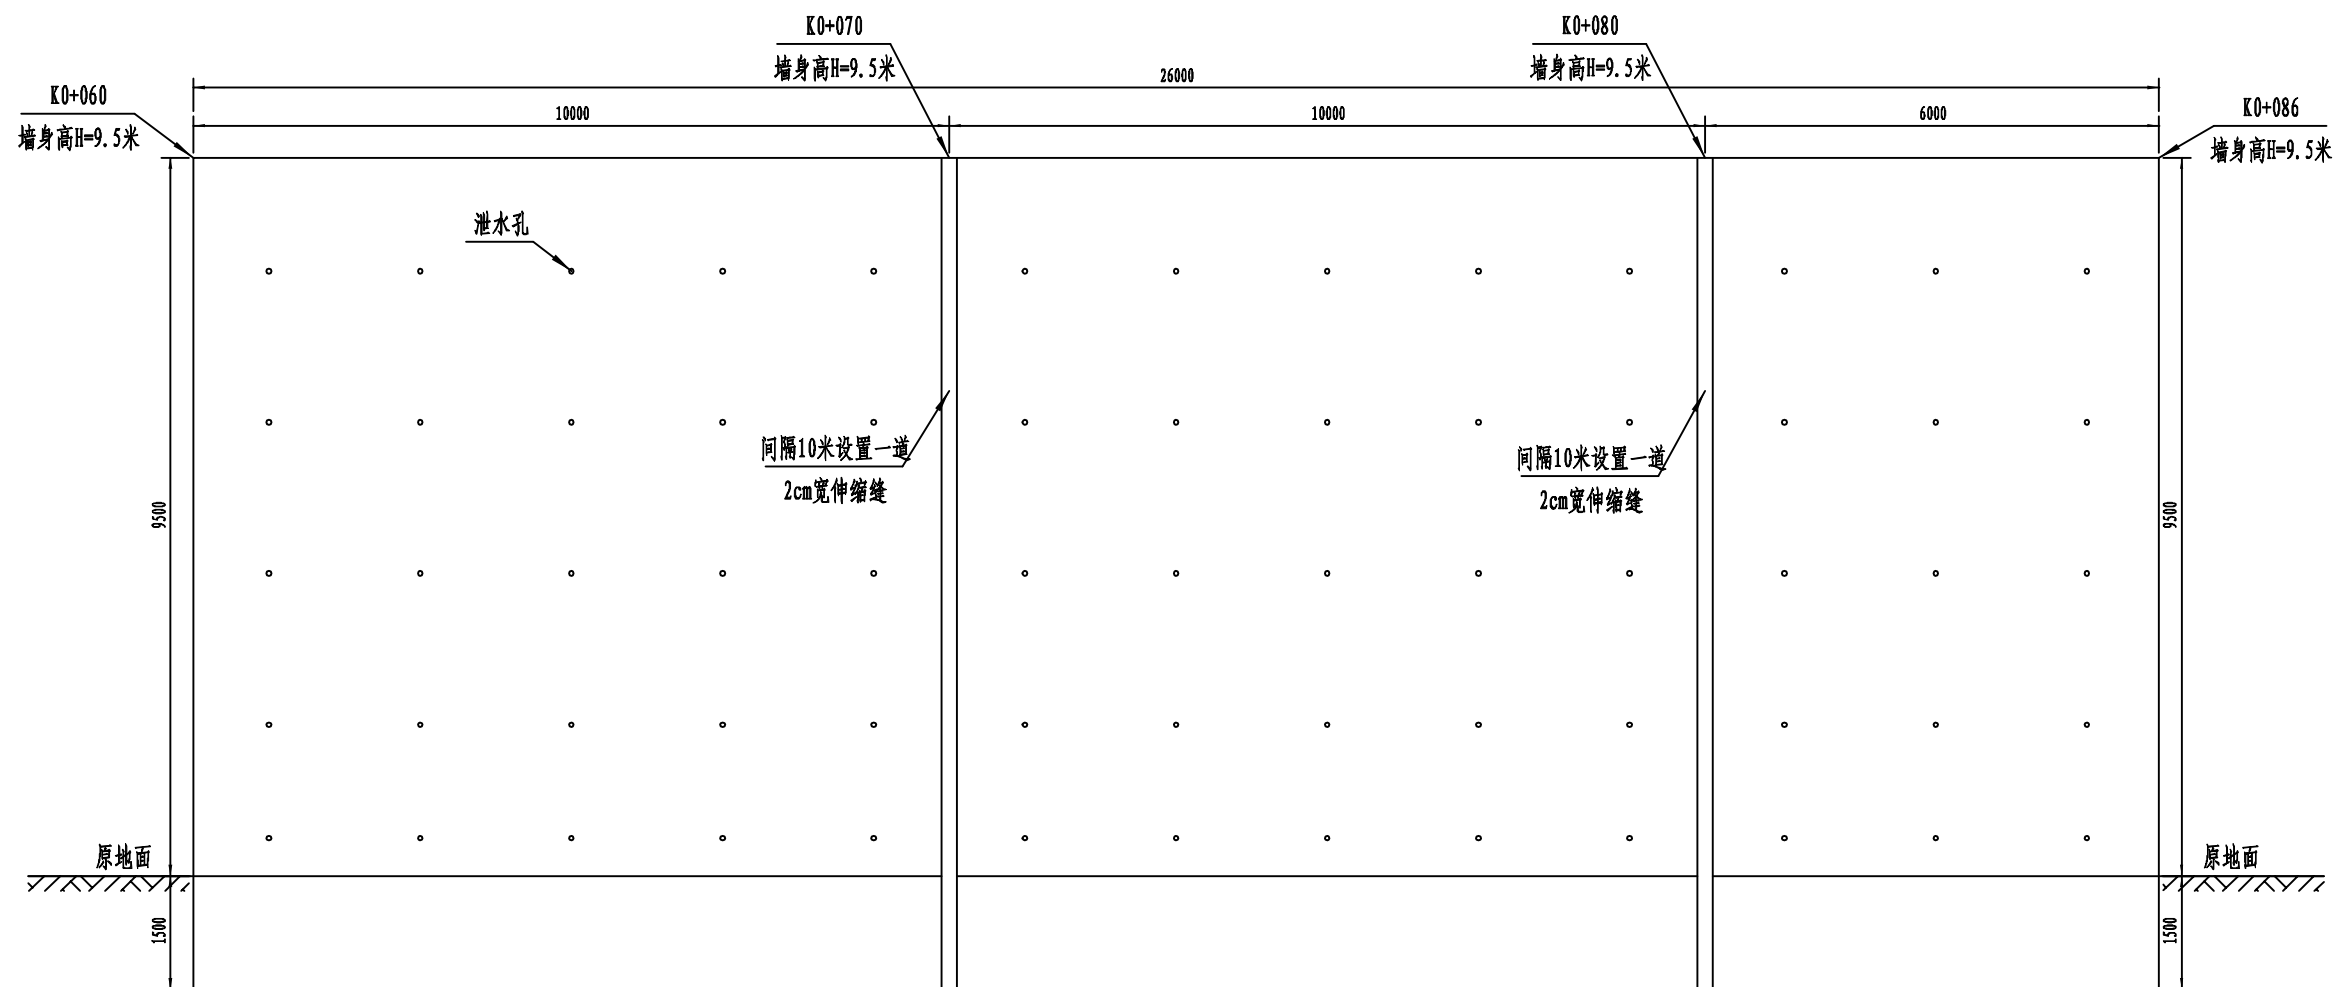 K0+070
墙身高H=9.5米
K0+080
墙身高H=9.5米
26000
K0+060
墙身高H=9.5米
10000
10000
6000
K0+086
墙身高H=9.5米
泄水孔
间隔10米设置一道
2cm宽伸缩缝
间隔10米设置一道
2cm宽伸缩缝
9500
9500
原地面
原地面
1500
1500